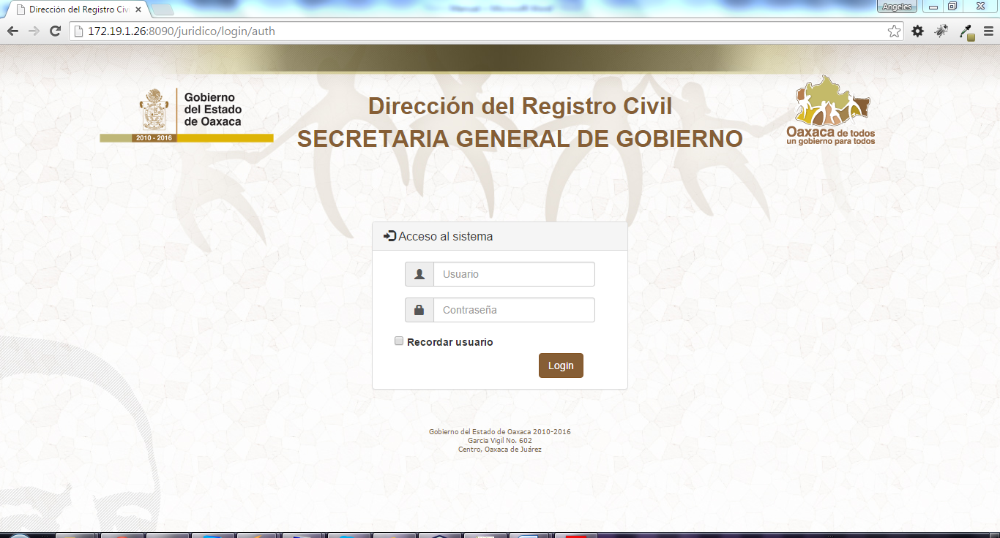 Dirección del Registro Civi
Angeles
172.19.1.26:8090/juridico/login/auth
Gobierno
del Estado
de Oaxaca
2010 - 2016
Dirección del Registro Civil
SECRETARIA GENERAL DE GOBIERNO
Oaxaca de todos
un gobierno para todos
Acceso al sistema
Usuario
Contraseña
Recordar usuario
Login
Gobierno del Estado de Oaxaca 2010-2016
Garcia Vigil No. 602
Centro, Oaxaca de Juárez